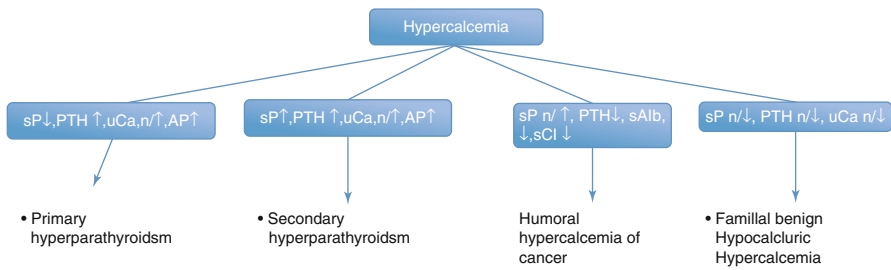 Hypercalcemia
sP↓,PTH ↑,uCa,n/↑,AP↑
sP↑,PTH ↑,uCa,n/↑,AP↑
sP n/ ↑, PTH↓, sAlb,
↓,sCl ↓
sP n/↓, PTH n/↓, uCa n/↓
• Primary
hyperparathyroidsm
• Secondary
hyperparathyroidsm
Humoral
hypercalcemia of
cancer
• Famillal benign
Hypocalcluric
Hypercalcemia